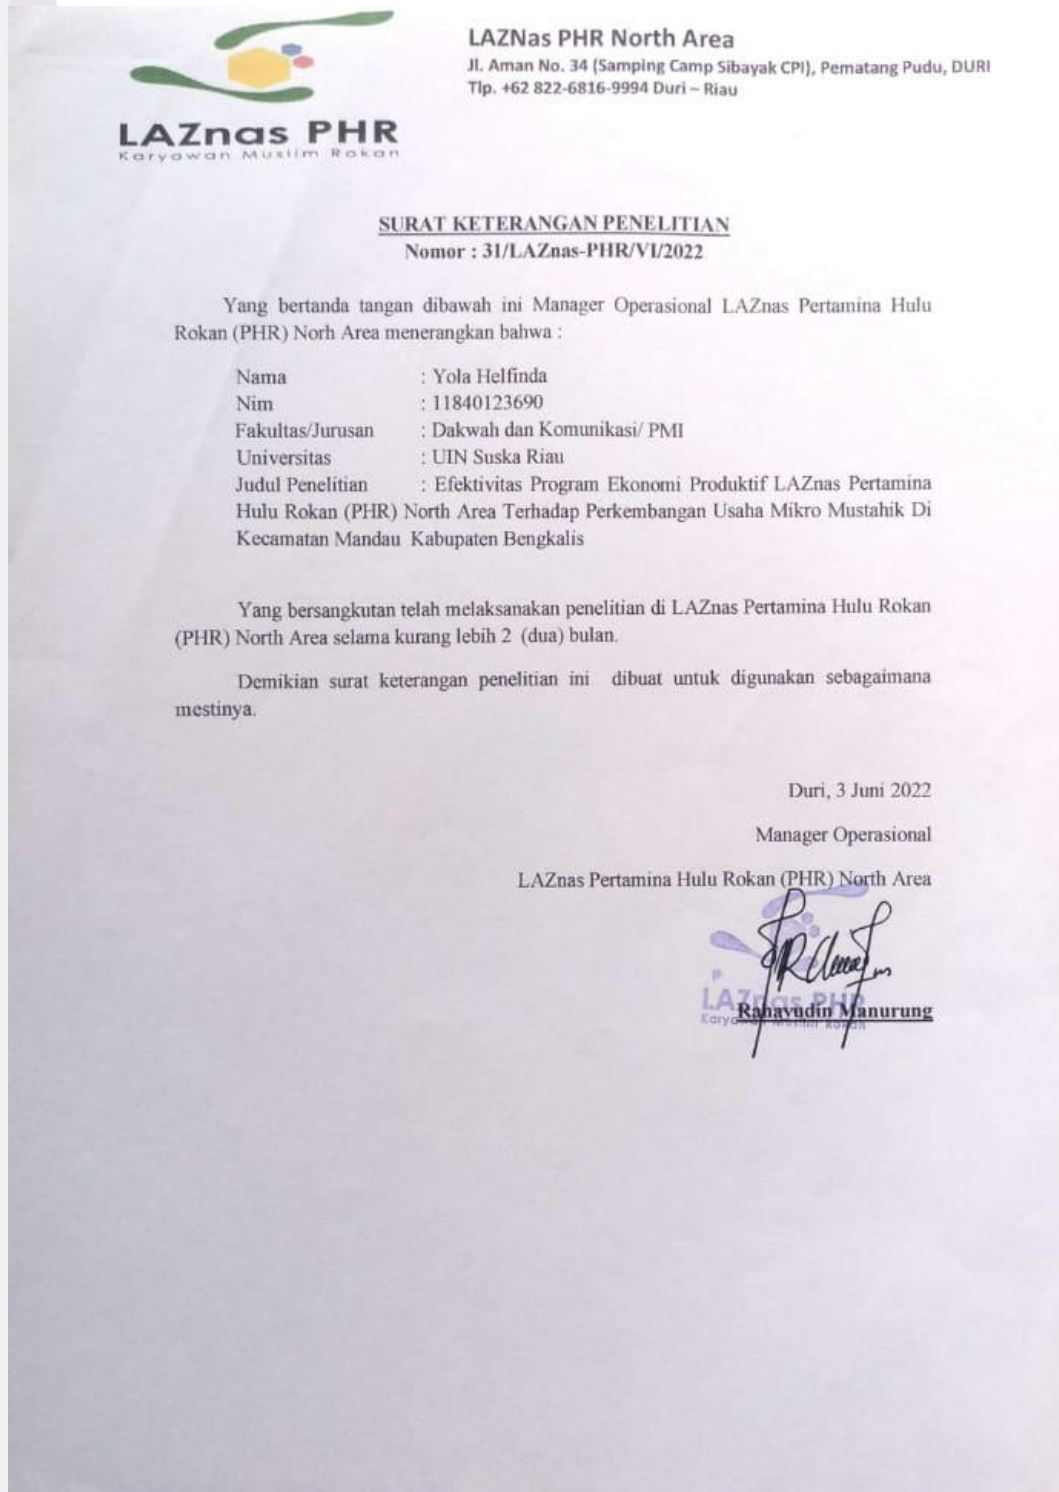 LAZNas PHR North Area
Jl. Aman No. 34 (Samping Camp Sibayak CPI), Pematang Pudu, DURI
Tlp. +62 822-6816-9994 Duri – Riau
LAZnas PHR
Karyawan Muslim Rokan
SURAT KETERANGAN PENELITIAN
Nomor : 31/LAZnas-PHR/VI/2022
Yang bertanda tangan dibawah ini Manager Operasional LAZnas Pertamina Hulu
Rokan (PHR) Norh Area menerangkan bahwa :
Nama : Yola Helfinda
Nim : 11840123690
Fakultas/Jurusan : Dakwah dan Komunikasi/ PMI
Universitas : UIN Suska Riau
Judul Penelitian : Efektivitas Program Ekonomi Produktif LAZnas Pertamina
Hulu Rokan (PHR) North Area Terhadap Perkembangan Usaha Mikro Mustahik Di
Kecamatan Mandau Kabupaten Bengkalis
Yang bersangkutan telah melaksanakan penelitian di LAZnas Pertamina Hulu Rokan
(PHR) North Area selama kurang lebih 2 (dua) bulan.
Demikian surat keterangan penelitian ini dibuat untuk digunakan sebagaimana
mestinya.
Duri, 3 Juni 2022
Manager Operasional
LAZnas Pertamina Hulu Rokan (PHR) North Area
LAZnas PHR
Rahayudin Manurung